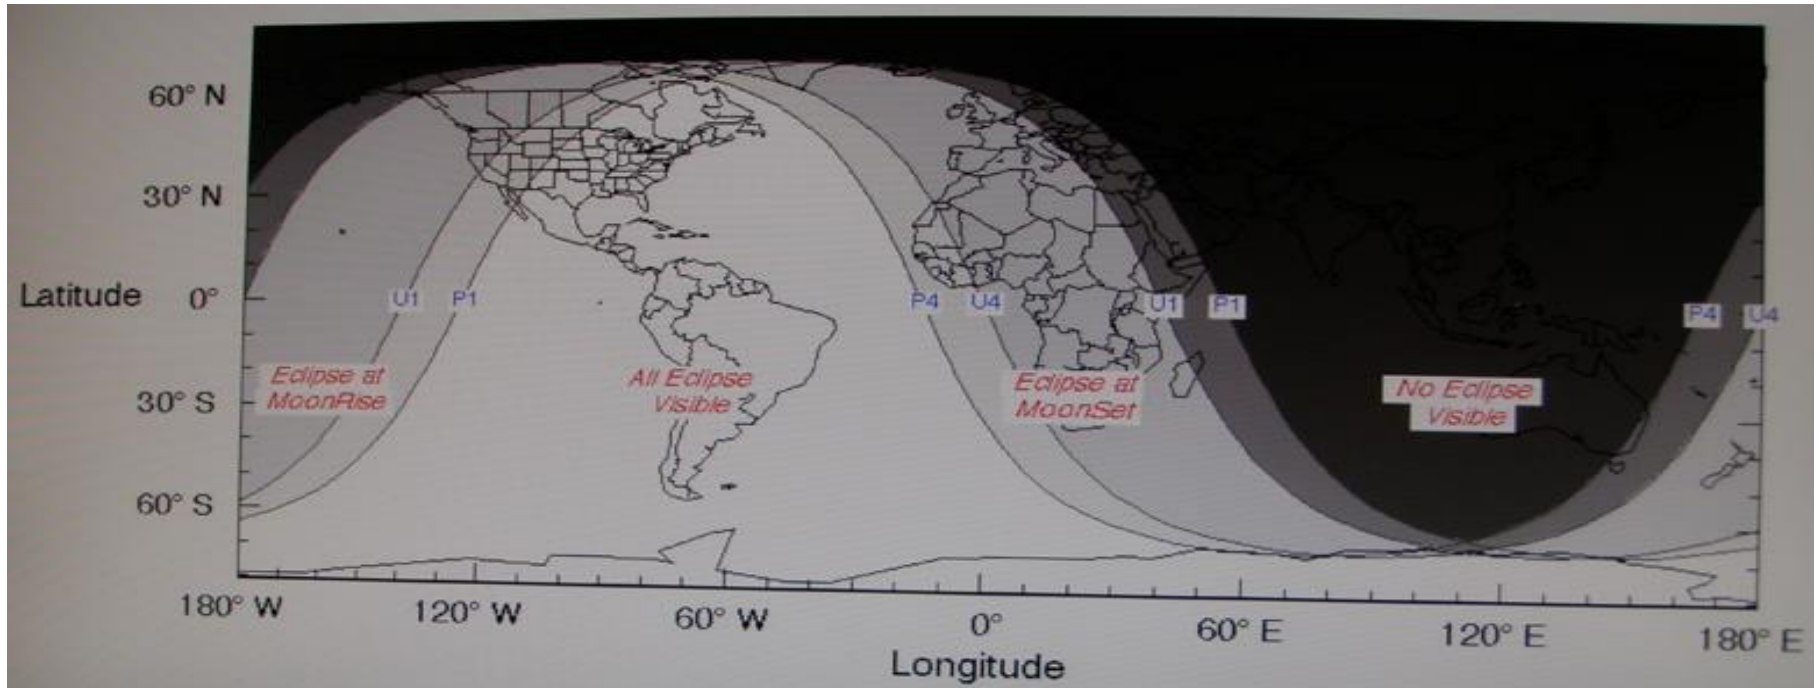 60° N
30° N
Latitude 0°
30° S
60° S
U1 P1 P4 U4 U1 P1 P4 U4
Eclipse at
MoonRise
All Eclipse
Visible
Eclipse at
MoonSet
No Eclipse
Visible
180° W 120° W 60° W 0° 60° E 120° E 180° E
Longitude